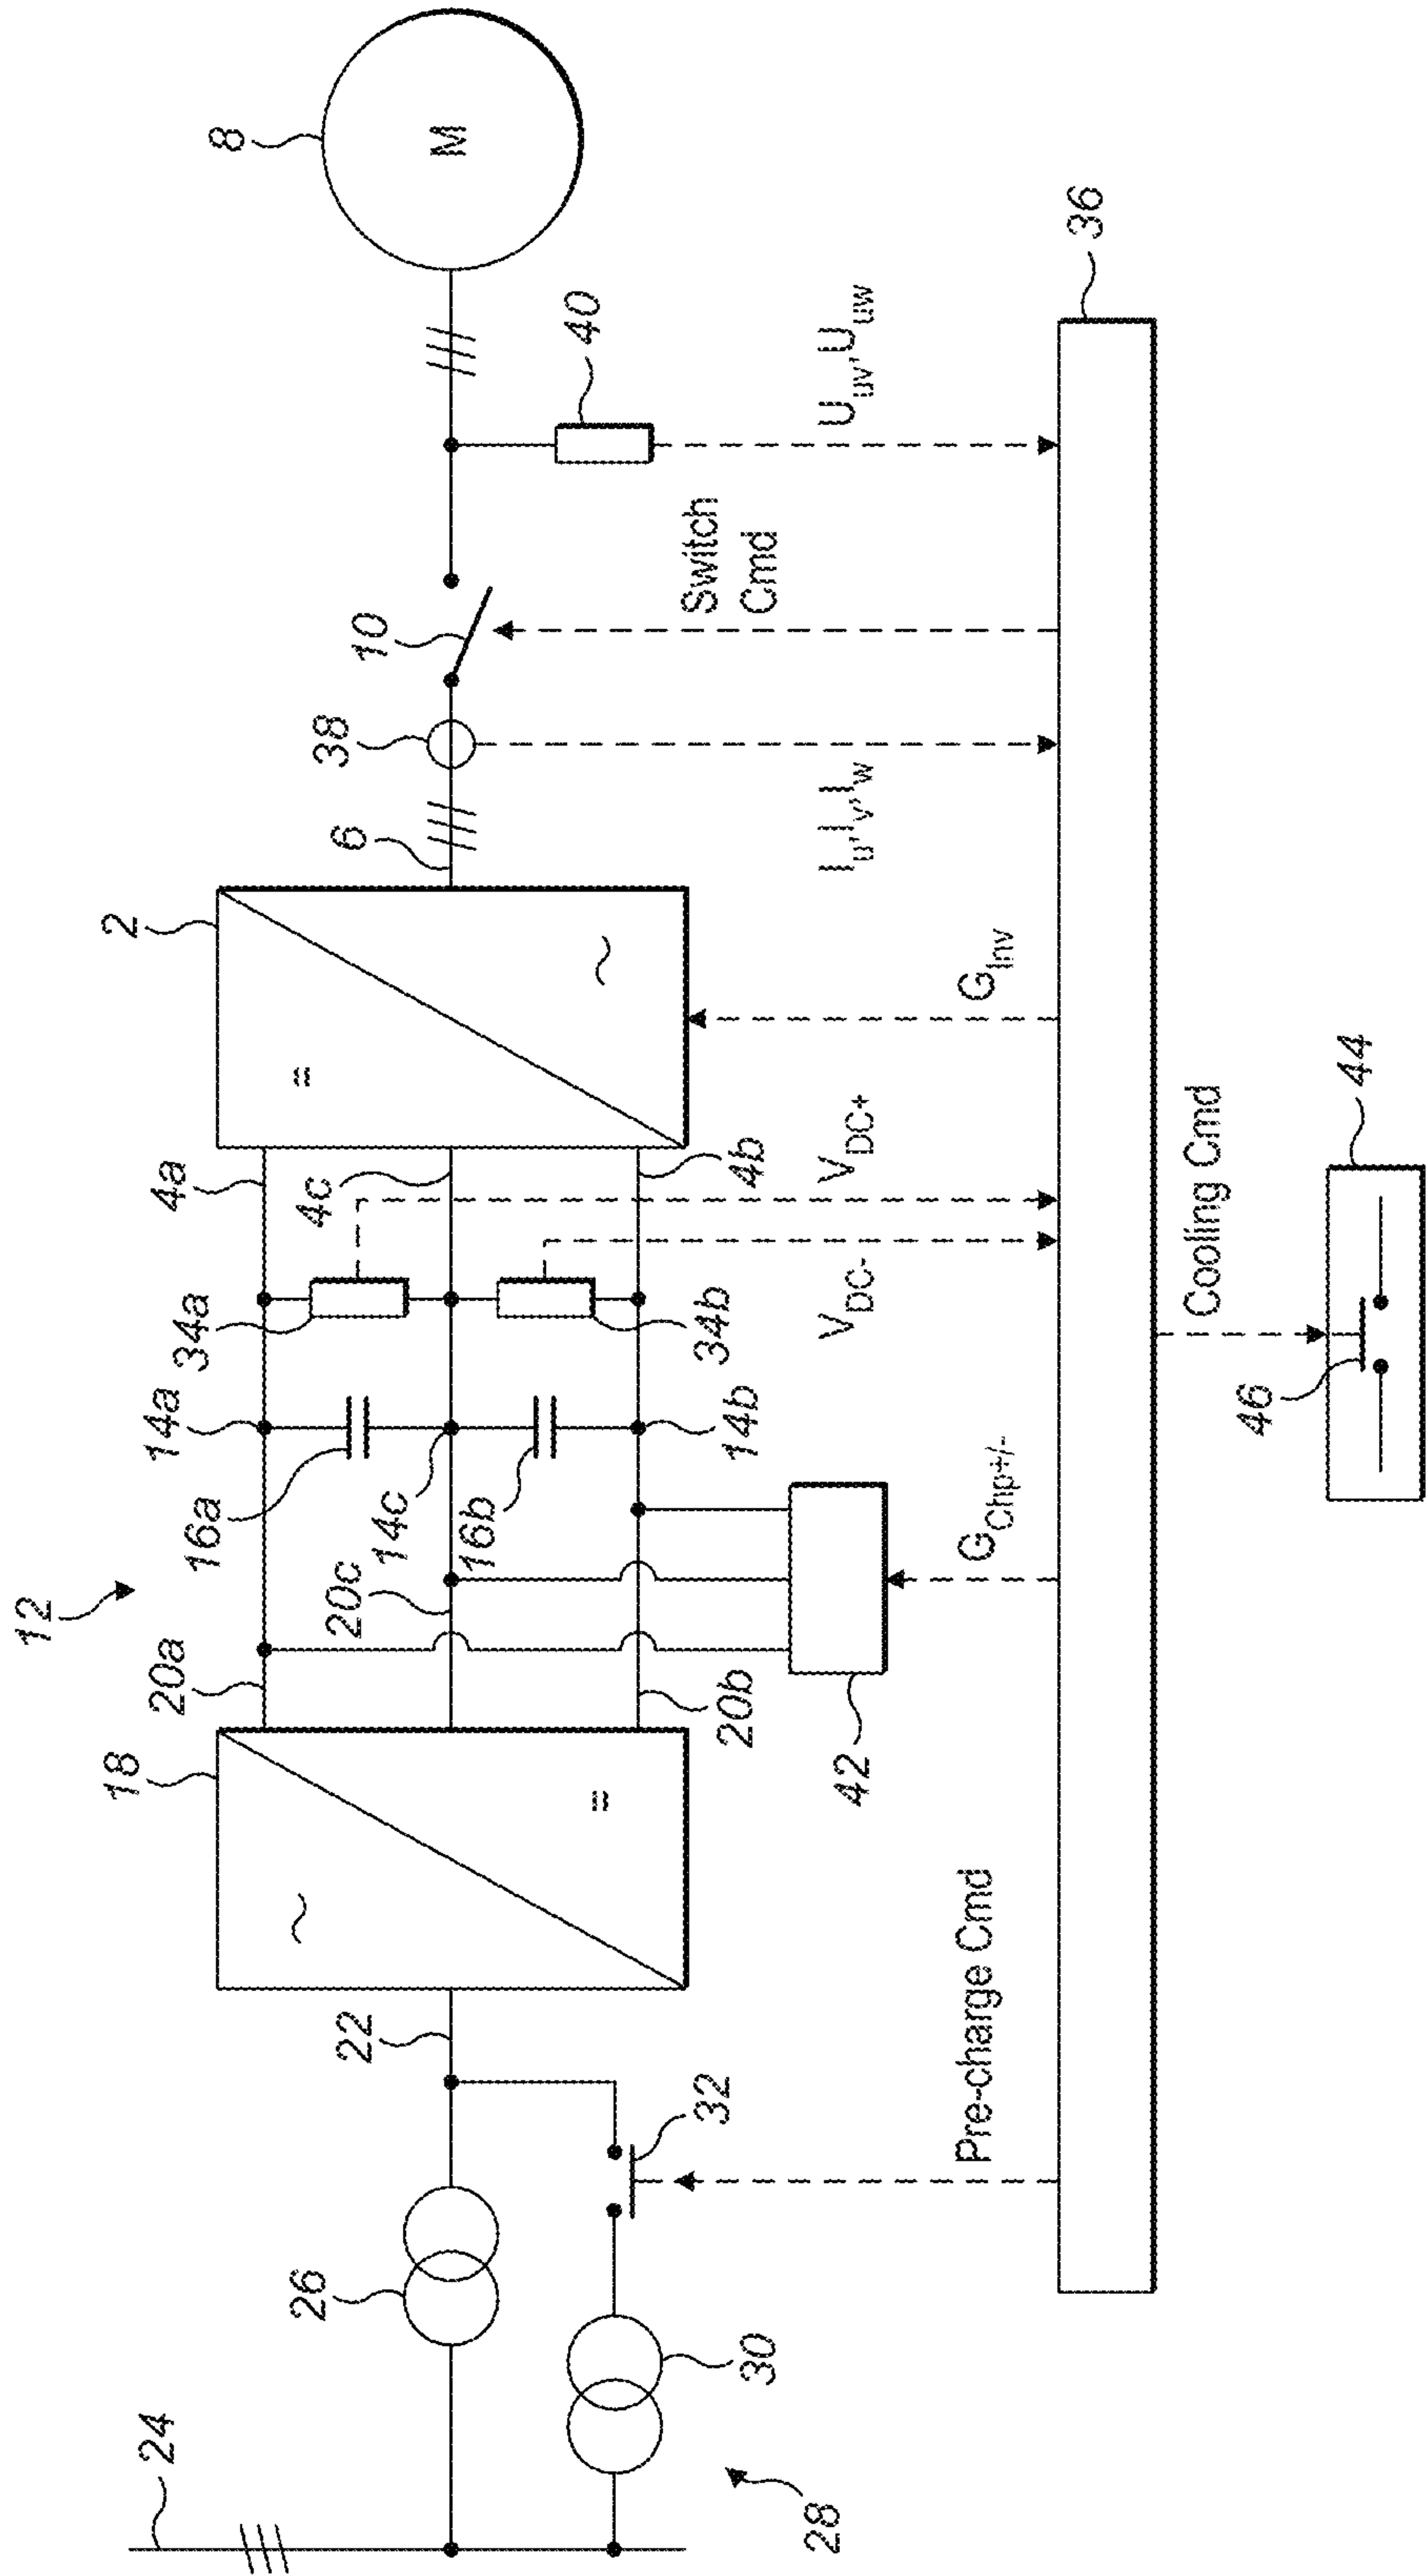 12
18
20a
14a
16a
34a
4a
2
8
M
24
26
22
20c
14c
16b
4c
6
38
10
40
=
~
~
=
20b
14b
34b
4b
28
30
32
42
Pre-charge Cmd
G_Chp+/-
V_DC-
V_DC+
G_Inv
I_u, I_v, I_w
Switch
Cmd
U_uv, U_uw
36
Cooling Cmd
46
44